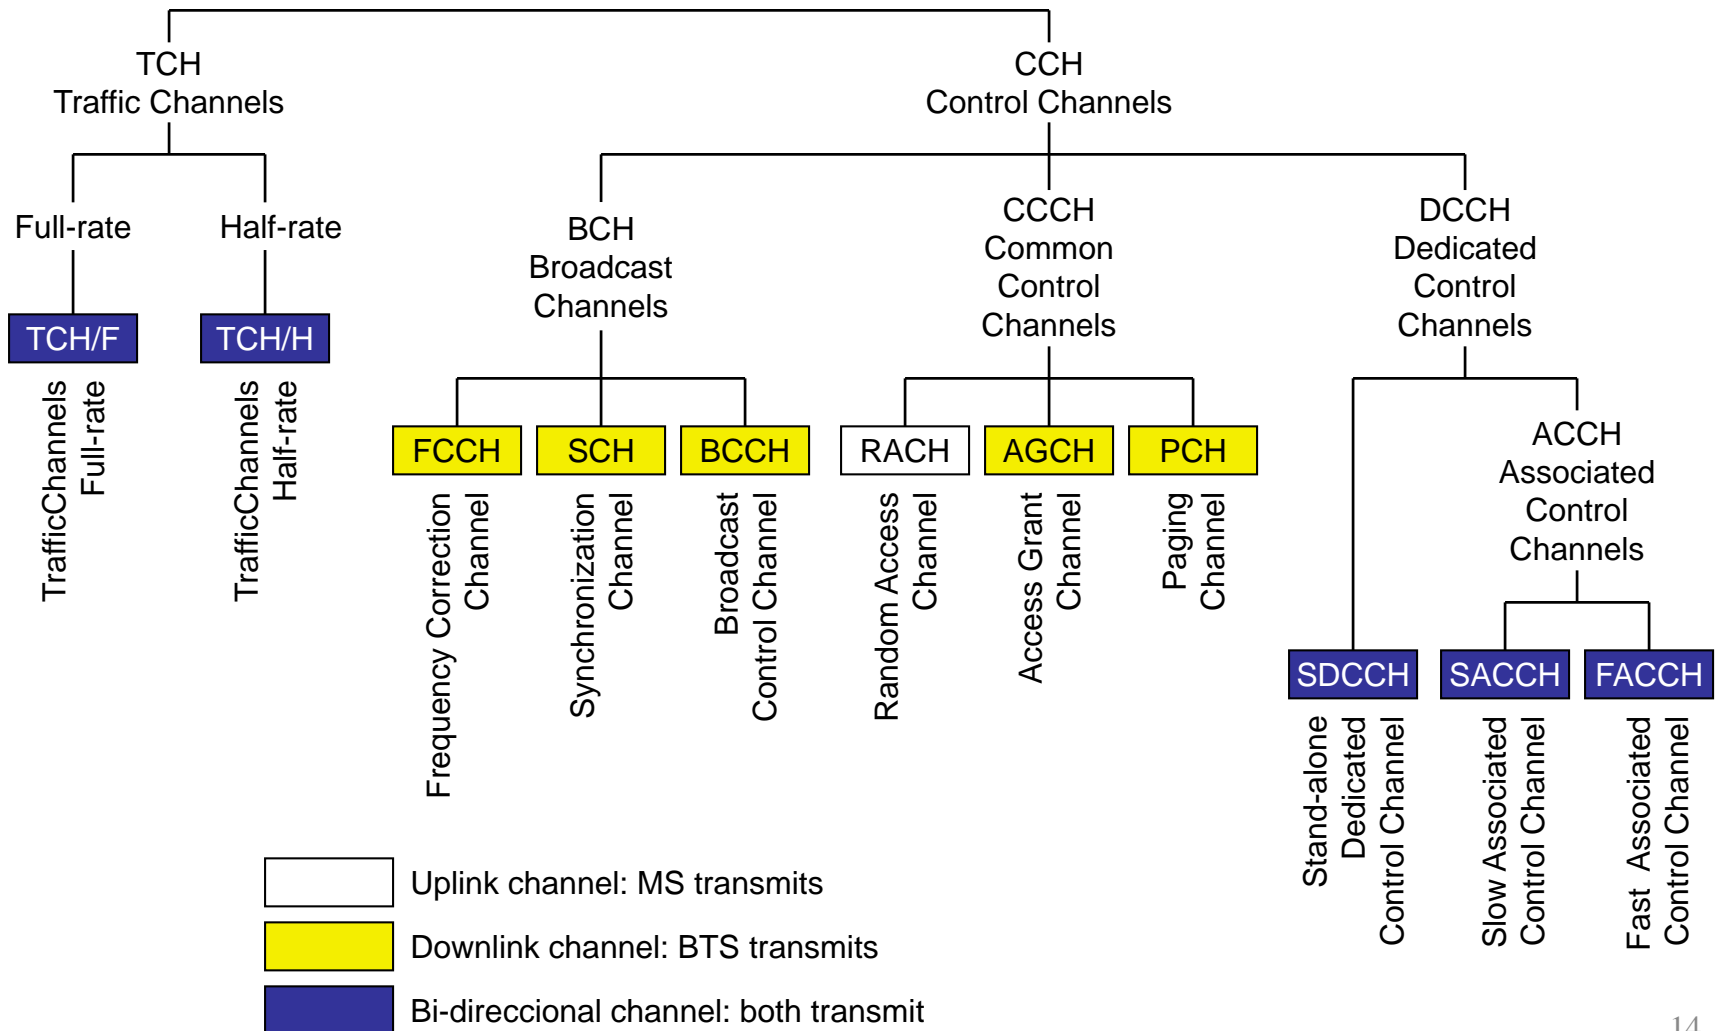 TCH
Traffic Channels
CCH
Control Channels
Full-rate
Half-rate
BCH
Broadcast
Channels
CCCH
Common
Control
Channels
DCCH
Dedicated
Control
Channels
TCH/F
TCH/H
TrafficChannels
Full-rate
TrafficChannels
Half-rate
FCCH
SCH
BCCH
RACH
AGCH
PCH
ACCH
Associated
Control
Channels
Frequency Correction
Channel
Synchronization
Channel
Broadcast
Control Channel
Random Access
Channel
Access Grant
Channel
Paging
Channel
SDCCH
SACCH
FACCH
Stand-alone
Dedicated
Control Channel
Slow Associated
Control Channel
Fast Associated
Control Channel
Uplink channel: MS transmits
Downlink channel: BTS transmits
Bi-direccional channel: both transmit
14